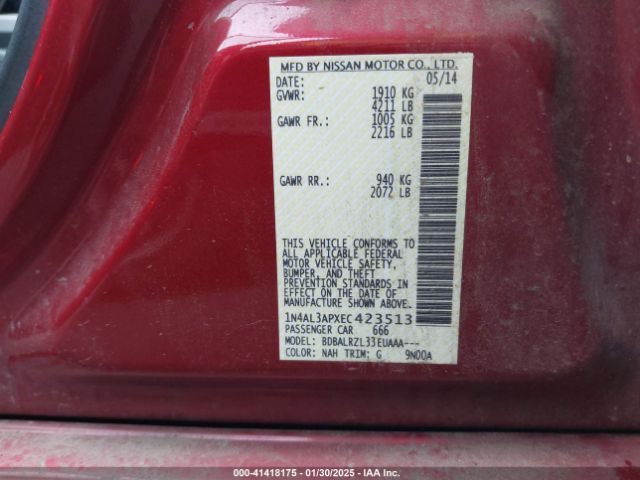 MFD BY NISSAN MOTOR CO., LTD.
DATE: 05/14
GVWR: 1910 KG
4211 LB
GAWR FR.: 1005 KG
2216 LB
GAWR RR.: 940 KG
2072 LB
THIS VEHICLE CONFORMS TO
ALL APPLICABLE FEDERAL
MOTOR VEHICLE SAFETY,
BUMPER, AND THEFT
PREVENTION STANDARDS IN
EFFECT ON THE DATE OF
MANUFACTURE SHOWN ABOVE.
1N4AL3APXEC423513
PASSENGER CAR 666
MODEL: BDBALRZL33EUAAA---
COLOR: NAH TRIM: G 9N00A
000-41418175 — 01/30/2025 — IAA Inc.